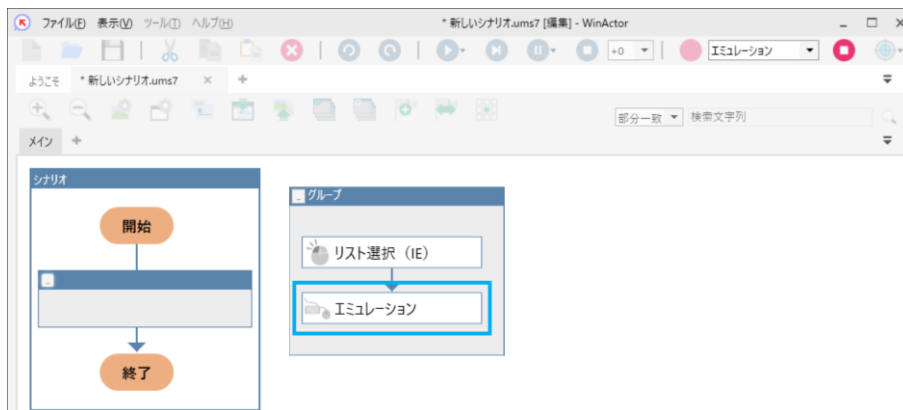 ファイル(F) 表示(V) ツール(T) ヘルプ(H) * 新しいシナリオ.ums7 [編集] - WinActor
+0 エミュレーション
ようこそ * 新しいシナリオ.ums7 × +
部分一致 検索文字列
メイン +
シナリオ
グループ
開始
リスト選択（IE）
エミュレーション
終了